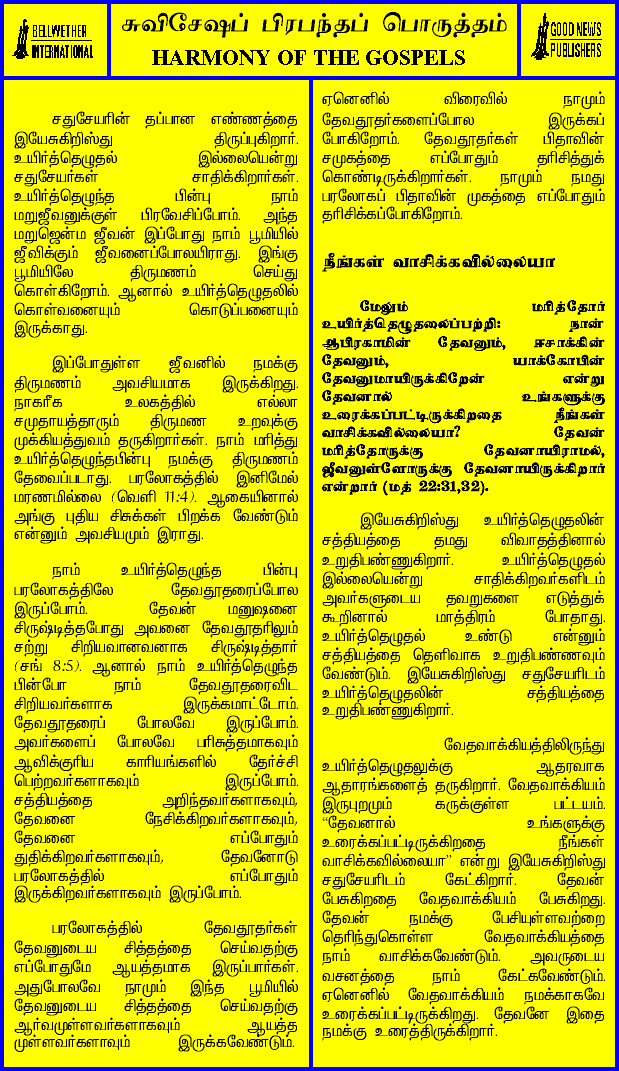 BELLWETHER
INTERNATIONAL
சுவிசேஷப் பிரபந்தப் பொருத்தம்
HARMONY OF THE GOSPELS
GOOD NEWS
PUBLISHERS
சதுசேயரின் தப்பான எண்ணத்தை
இயேசுகிறிஸ்து திருப்புகிறார்.
உயிர்த்தெழுதல் இல்லையென்று
சதுசேயர்கள் சாதிக்கிறார்கள்.
உயிர்த்தெழுந்த பின்பு நாம்
மறுஜீவனுக்குள் பிரவேசிப்போம். அந்த
மறுஜென்ம ஜீவன் இப்போது நாம் பூமியில்
ஜீவிக்கும் ஜீவனைப்போலயிராது. இங்கு
பூமியிலே திருமணம் செய்து
கொள்கிறோம். ஆனால் உயிர்த்தெழுதலில்
கொள்வனையும் கொடுப்பனையும்
இருக்காது.
இப்போதுள்ள ஜீவனில் நமக்கு
திருமணம் அவசியமாக இருக்கிறது.
நாகரீக உலகத்தில் எல்லா
சமுதாயத்தாரும் திருமண உறவுக்கு
முக்கியத்துவம் தருகிறார்கள். நாம் மரித்து
உயிர்த்தெழுந்தபின்பு நமக்கு திருமணம்
தேவைப்படாது. பரலோகத்தில் இனிமேல்
மரணமில்லை (வெளி 11:4). ஆகையினால்
அங்கு புதிய சிசுக்கள் பிறக்க வேண்டும்
என்னும் அவசியமும் இராது.
நாம் உயிர்த்தெழுந்த பின்பு
பரலோகத்திலே தேவதூதரைப்போல
இருப்போம். தேவன் மனுஷனை
சிருஷ்டித்தபோது அவனை தேவதூதரிலும்
சற்று சிறியவானவனாக சிருஷ்டித்தார்
(சங் 8:5). ஆனால் நாம் உயிர்த்தெழுந்த
பின்போ நாம் தேவதூதரைவிட
சிறியவர்களாக இருக்கமாட்டோம்.
தேவதூதரைப் போலவே இருப்போம்.
அவர்களைப் போலவே பரிசுத்தமாகவும்
ஆவிக்குரிய காரியங்களில் தேர்ச்சி
பெற்றவர்களாகவும் இருப்போம்.
சத்தியத்தை அறிந்தவர்களாகவும்,
தேவனை நேசிக்கிறவர்களாகவும்,
தேவனை எப்போதும்
துதிக்கிறவர்களாகவும், தேவனோடு
பரலோகத்தில் எப்போதும்
இருக்கிறவர்களாகவும் இருப்போம்.
பரலோகத்தில் தேவதூதர்கள்
தேவனுடைய சித்தத்தை செய்வதற்கு
எப்போதுமே ஆயத்தமாக இருப்பார்கள்.
அதுபோலவே நாமும் இந்த பூமியில்
தேவனுடைய சித்தத்தை செய்வதற்கு
ஆர்வமுள்ளவர்களாகவும் ஆயத்த
முள்ளவர்களாவும் இருக்கவேண்டும்.
ஏனெனில் விரைவில் நாமும்
தேவதூதர்களைப்போல இருக்கப்
போகிறோம். தேவதூதர்கள் பிதாவின்
சமுகத்தை எப்போதும் தரிசித்துக்
கொண்டிருக்கிறார்கள். நாமும் நமது
பரலோகப் பிதாவின் முகத்தை எப்போதும்
தரிசிக்கப்போகிறோம்.
நீங்கள் வாசிக்கவில்லையா
மேலும் மரித்தோர்
உயிர்த்தெழுதலைப்பற்றி: நான்
ஆபிரகாமின் தேவனும், ஈசாக்கின்
தேவனும், யாக்கோபின்
தேவனுமாயிருக்கிறேன் என்று
தேவனால் உங்களுக்கு
உரைக்கப்பட்டிருக்கிறதை நீங்கள்
வாசிக்கவில்லையா? தேவன்
மரித்தோருக்கு தேவனாயிராமல்,
ஜீவனுள்ளோருக்கு தேவனாயிருக்கிறார்
என்றார் (மத் 22:31,32).
இயேசுகிறிஸ்து உயிர்த்தெழுதலின்
சத்தியத்தை தமது விவாதத்தினால்
உறுதிபண்ணுகிறார். உயிர்த்தெழுதல்
இல்லையென்று சாதிக்கிறவர்களிடம்
அவர்களுடைய தவறுகளை எடுத்துக்
கூறினால் மாத்திரம் போதாது.
உயிர்த்தெழுதல் உண்டு என்னும்
சத்தியத்தை தெளிவாக உறுதிபண்ணவும்
வேண்டும். இயேசுகிறிஸ்து சதுசேயரிடம்
உயிர்த்தெழுதலின் சத்தியத்தை
உறுதிபண்ணுகிறார்.
வேதவாக்கியத்திலிருந்து
உயிர்த்தெழுதலுக்கு ஆதரவாக
ஆதாரங்களைத் தருகிறார். வேதவாக்கியம்
இருபுறமும் கருக்குள்ள பட்டயம்.
“தேவனால் உங்களுக்கு
உரைக்கப்பட்டிருக்கிறதை நீங்கள்
வாசிக்கவில்லையா” என்று இயேசுகிறிஸ்து
சதுசேயரிடம் கேட்கிறார். தேவன்
பேசுகிறதை வேதவாக்கியம் பேசுகிறது.
தேவன் நமக்கு பேசியுள்ளவற்றை
தெரிந்துகொள்ள வேதவாக்கியத்தை
நாம் வாசிக்கவேண்டும். அவருடைய
வசனத்தை நாம் கேட்கவேண்டும்.
ஏனெனில் வேதவாக்கியம் நமக்காகவே
உரைக்கப்பட்டிருக்கிறது. தேவனே இதை
நமக்கு உரைத்திருக்கிறார்.